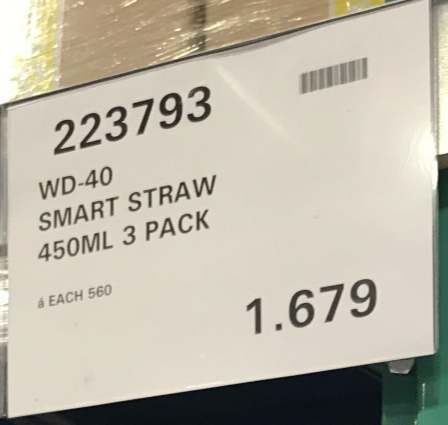 223793
WD-40
SMART STRAW
450ML 3 PACK
á EACH 560
1.679